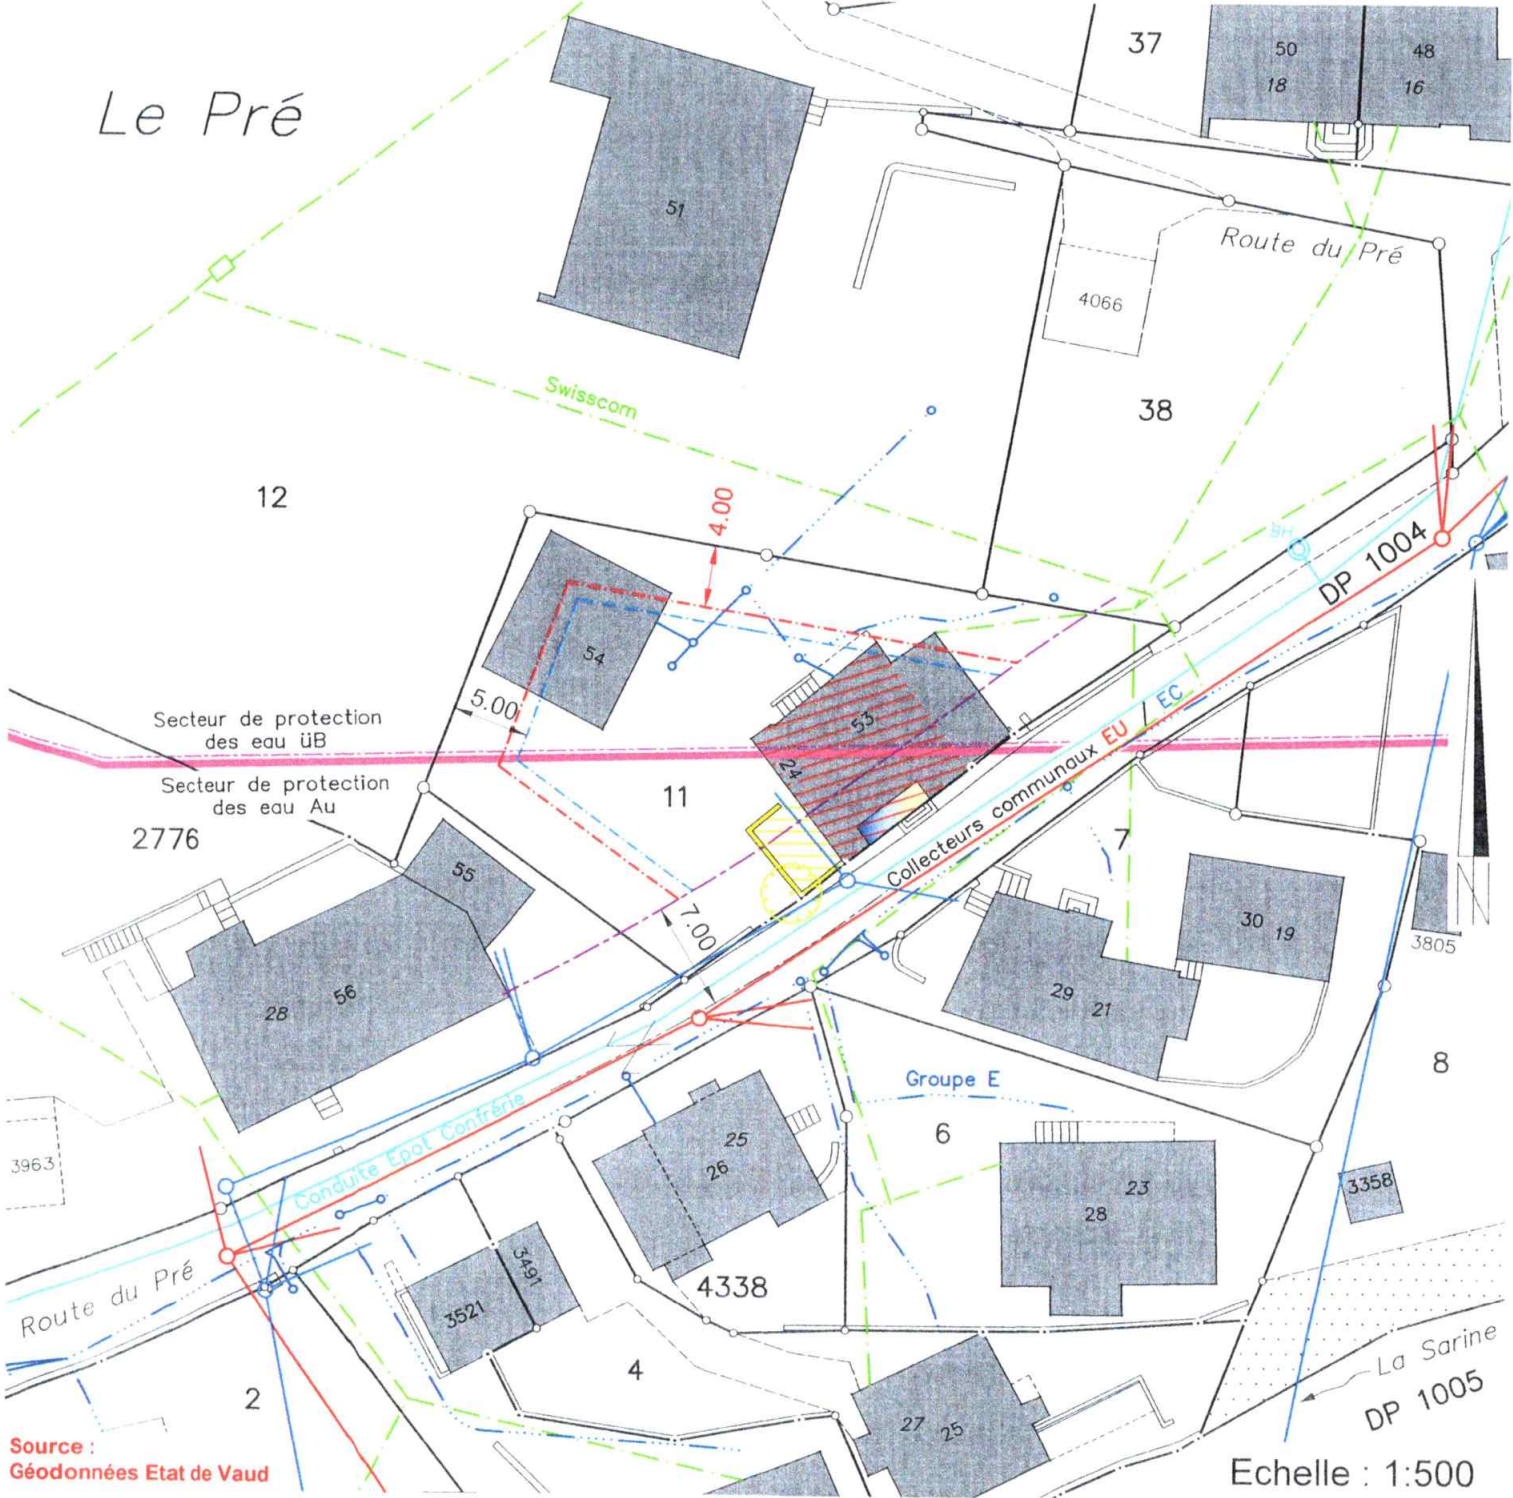 Le Pré
37
50
48
18
16
51
Route du Pré
4066
Swisscom
38
12
4.00
BH
DP 1004
54
53
5.00
24
Secteur de protection
des eau üB
EC
EU
Secteur de protection
des eau Au
11
2776
Collecteurs communaux
7
55
7.00
30
19
3805
28
56
29
21
8
Groupe E
6
Conduite Epot Confrérie
25
26
3963
3358
23
28
3491
4338
3521
Route du Pré
4
2
La Sarine
DP 1005
27
25
Source :
Géodonnées Etat de Vaud
Echelle : 1:500
N